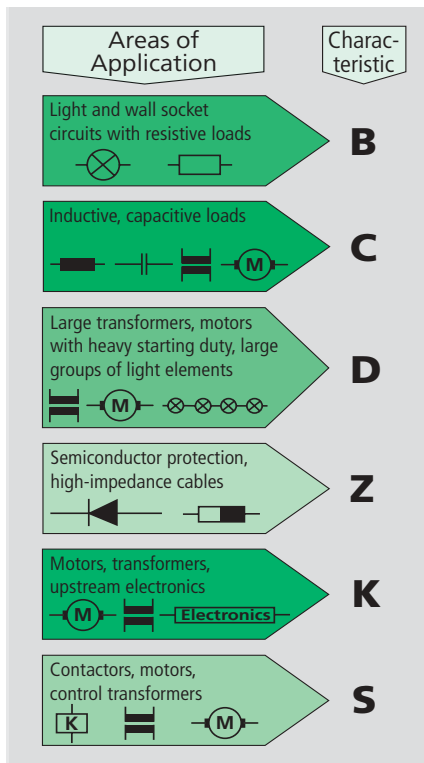 Areas of
Application
Charac-
teristic
Light and wall socket
circuits with resistive loads
B
Inductive, capacitive loads
M
C
Large transformers, motors
with heavy starting duty, large
groups of light elements
M
D
Semiconductor protection,
high-impedance cables
Z
Motors, transformers,
upstream electronics
M
Electronics
K
Contactors, motors,
control transformers
K
M
S